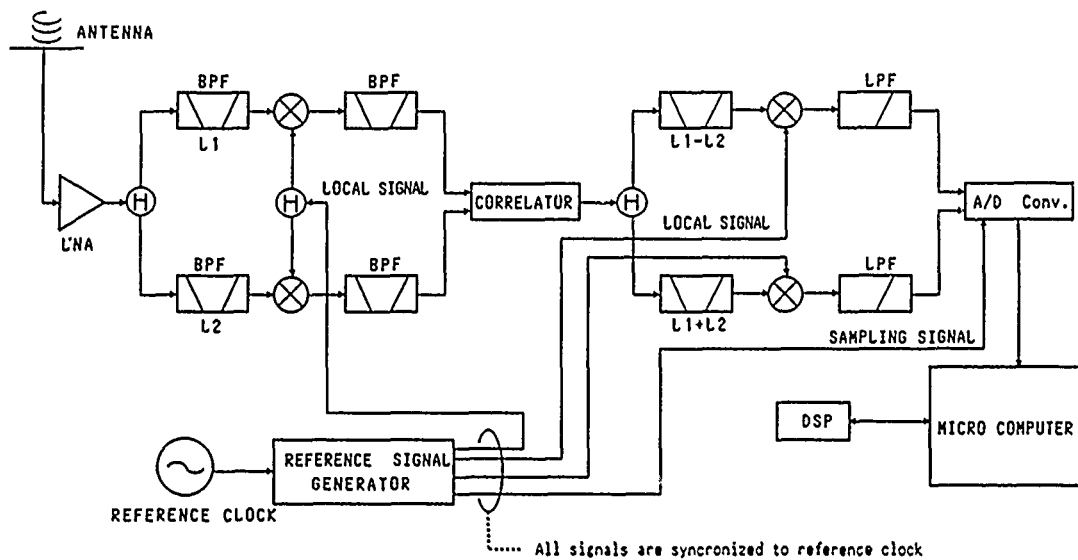 ANTENNA
BPF
BPF
LPF
L1
L1-L2
LOCAL SIGNAL
H
H
CORRELATOR
H
A/D Conv.
LNA
LOCAL SIGNAL
BPF
BPF
LPF
L2
L1+L2
SAMPLING SIGNAL
DSP
MICRO COMPUTER
REFERENCE SIGNAL
GENERATOR
REFERENCE CLOCK
All signals are syncronized to reference clock